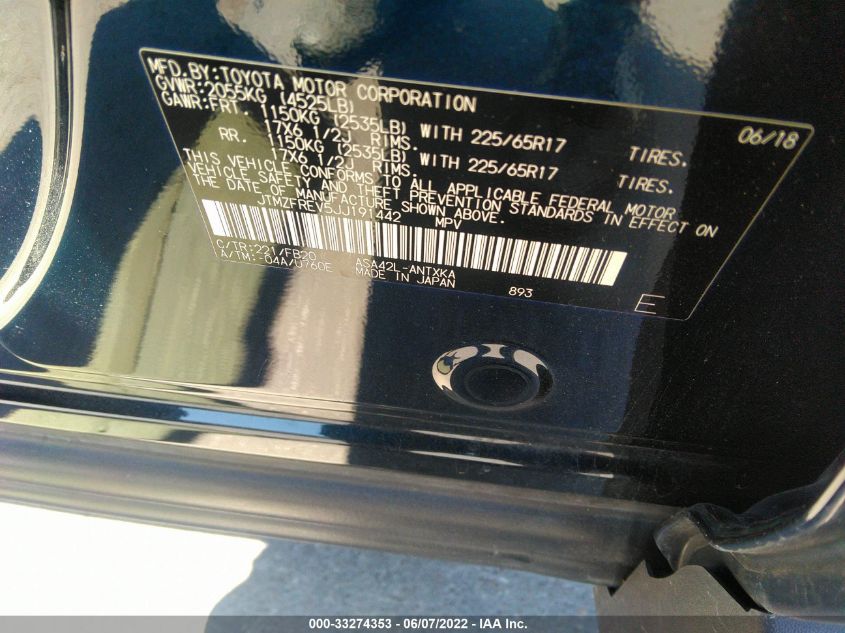 MFD.BY:TOYOTA MOTOR CORPORATION 06/18
GVWR:2055KG (4525LB)
GAWR:FRT. 1150KG (2535LB) WITH 225/65R17 TIRES.
17X6 1/2J RIMS.
RR. 1150KG (2535LB) WITH 225/65R17 TIRES.
17X6 1/2J RIMS.
THIS VEHICLE CONFORMS TO ALL APPLICABLE FEDERAL MOTOR
VEHICLE SAFETY AND THEFT PREVENTION STANDARDS IN EFFECT ON
THE DATE OF MANUFACTURE SHOWN ABOVE.
JTMZFREV5JJ191442 MPV
C/TR:221/FB20 ASA42L-ANTXKA
A/TM:-04A/U760E MADE IN JAPAN 893 E
000-33274353 - 06/07/2022 - IAA Inc.